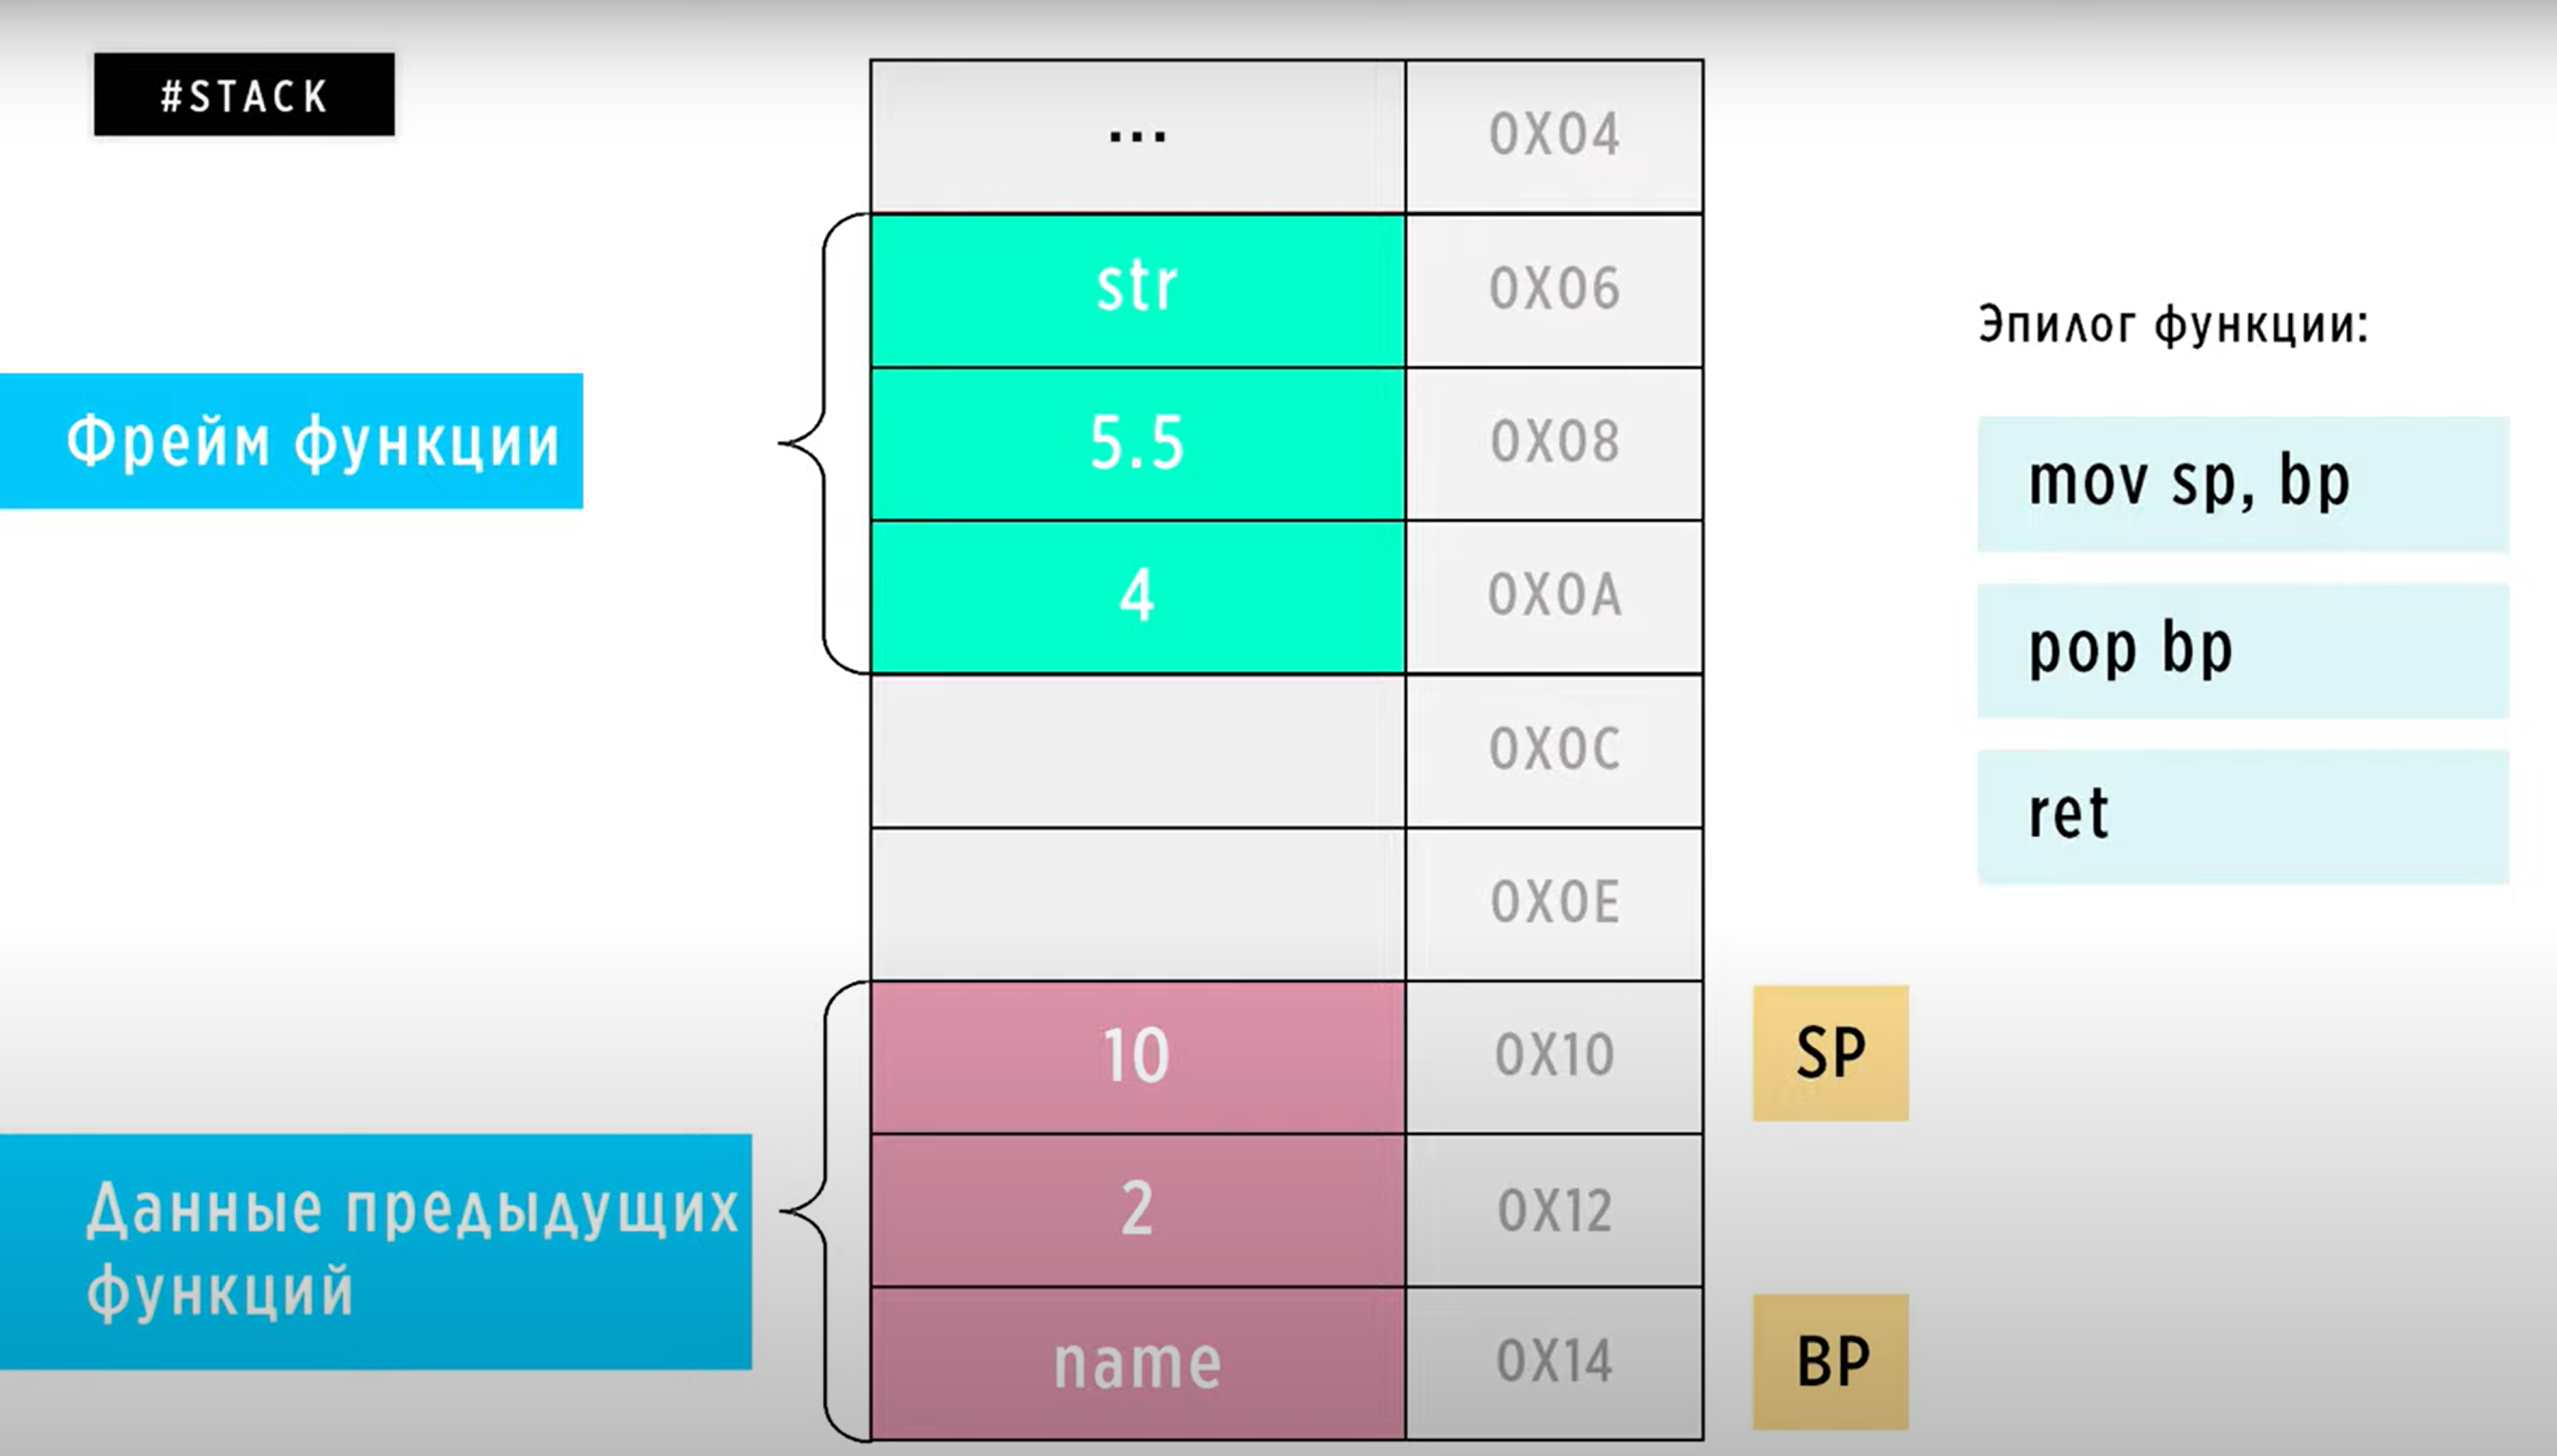 #STACK
... 0X04
str 0X06
5.5 0X08
4 0X0A
0X0C
0X0E
10 0X10
2 0X12
name 0X14
Фрейм функции
Данные предыдущих
функций
Эпилог функции:
mov sp, bp
pop bp
ret
SP
BP